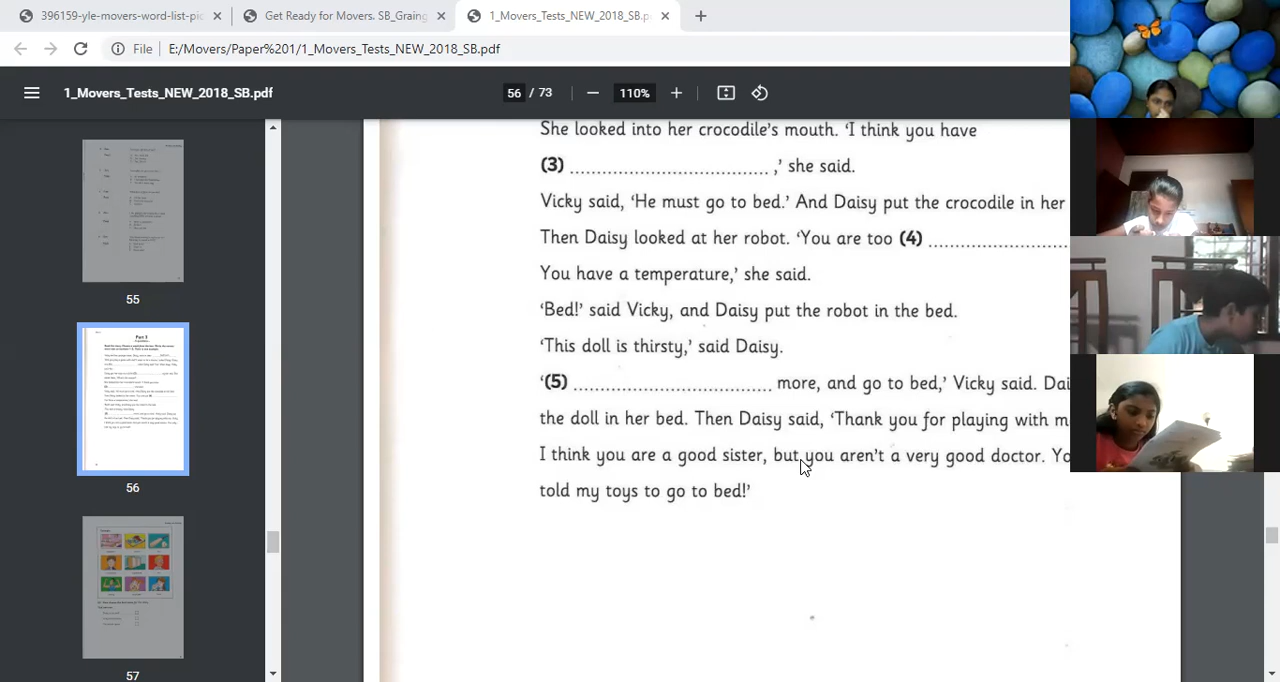 396159-yle-movers-word-list-pic
Get Ready for Movers. SB_Graing
1_Movers_Tests_NEW_2018_SB.p
File
E:/Movers/Paper%201/1_Movers_Tests_NEW_2018_SB.pdf
1_Movers_Tests_NEW_2018_SB.pdf
56 / 73
110%
55
56
57
She looked into her crocodile's mouth. 'I think you have
(3) .................................. ,' she said.
Vicky said, 'He must go to bed.' And Daisy put the crocodile in her
Then Daisy looked at her robot. 'You are too (4) ........................
You have a temperature,' she said.
'Bed!' said Vicky, and Daisy put the robot in the bed.
'This doll is thirsty,' said Daisy.
(5) .................................. more, and go to bed,' Vicky said. Dai
the doll in her bed. Then Daisy said, 'Thank you for playing with m
I think you are a good sister, but you aren't a very good doctor. Yo
told my toys to go to bed!'